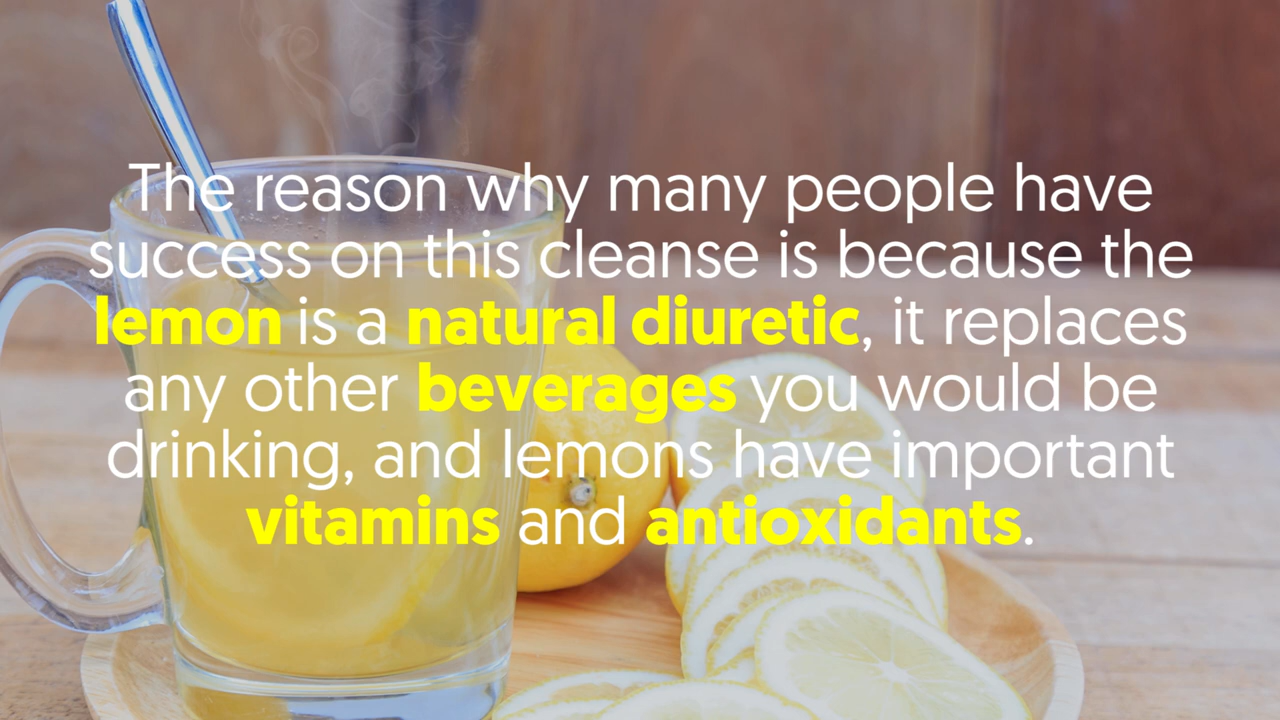 The reason why many people have
success on this cleanse is because the
lemon is a natural diuretic, it replaces
any other beverages you would be
drinking, and lemons have important
vitamins and antioxidants.